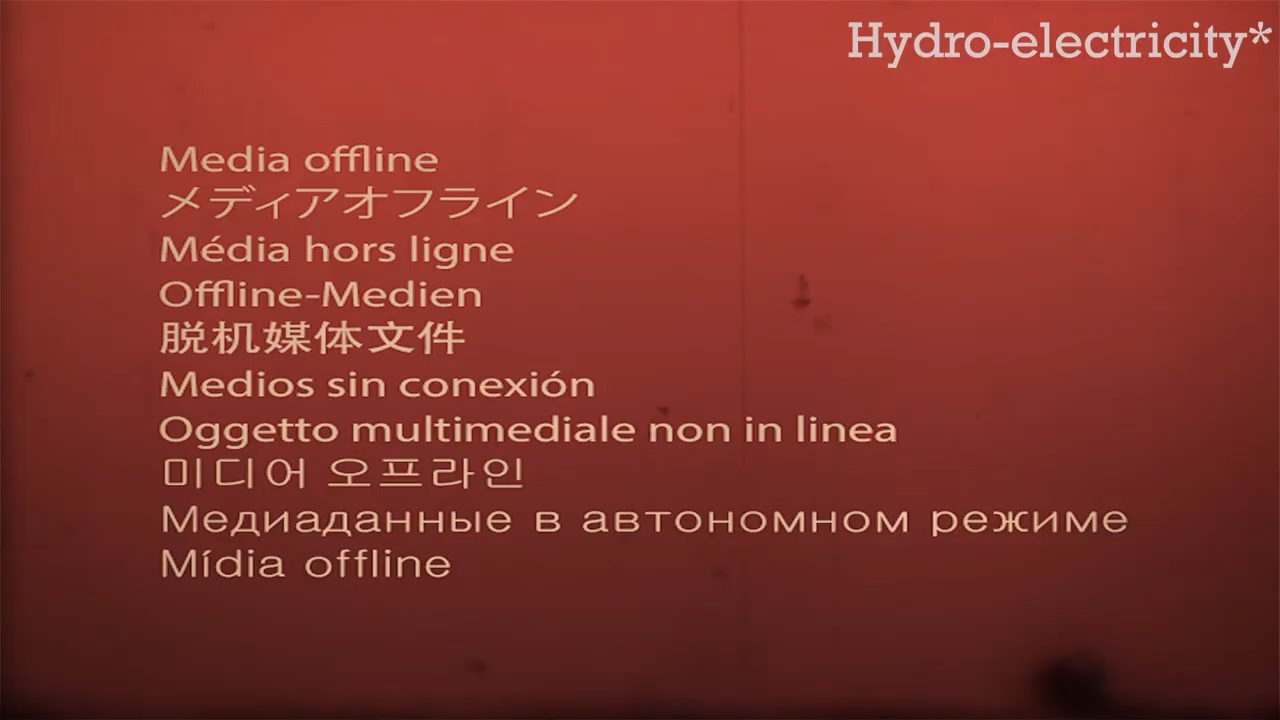 Hydro-electricity*
Media offline
メディアオフライン
Média hors ligne
Offline-Medien
脱机媒体文件
Medios sin conexión
Oggetto multimediale non in linea
미디어 오프라인
Медиаданные в автономном режиме
Mídia offline